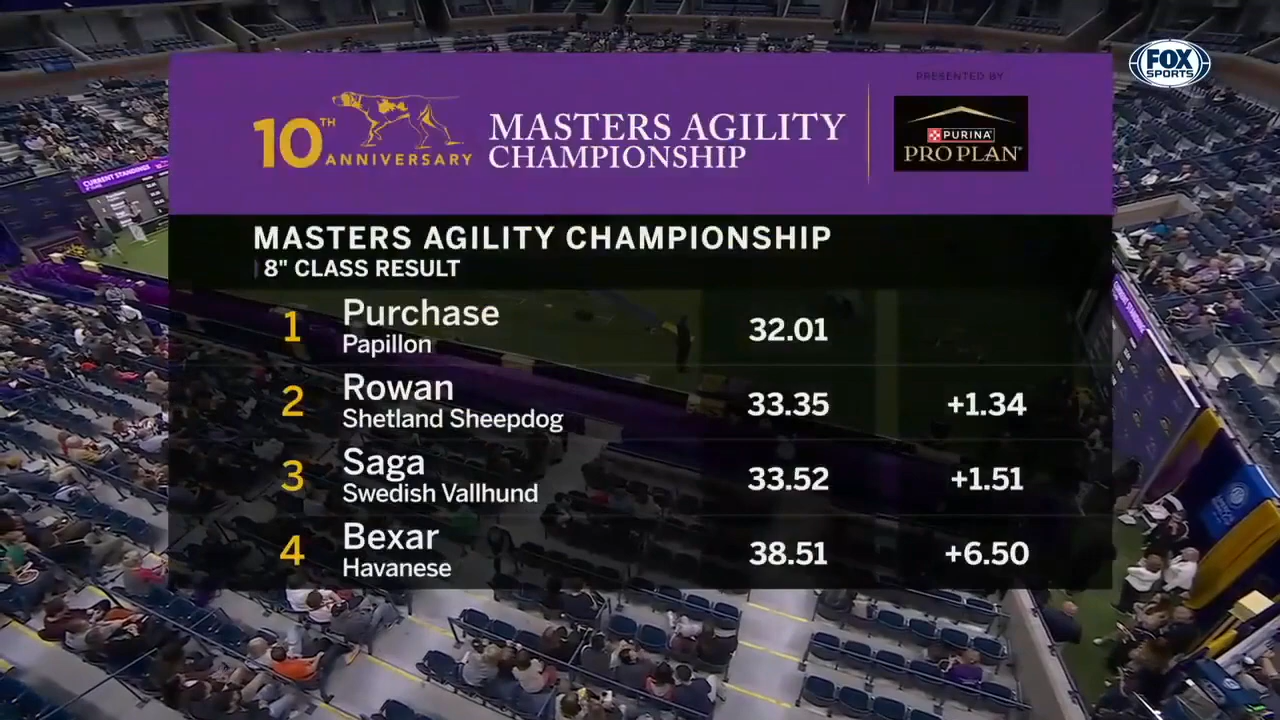 FOX
SPORTS
PRESENTED BY
10TH
ANNIVERSARY
MASTERS AGILITY
CHAMPIONSHIP
PURINA
PRO PLAN
MASTERS AGILITY CHAMPIONSHIP
8" CLASS RESULT
1 Purchase 32.01
Papillon
2 Rowan 33.35 +1.34
Shetland Sheepdog
3 Saga 33.52 +1.51
Swedish Vallhund
4 Bexar 38.51 +6.50
Havanese
CURRENT STANDINGS